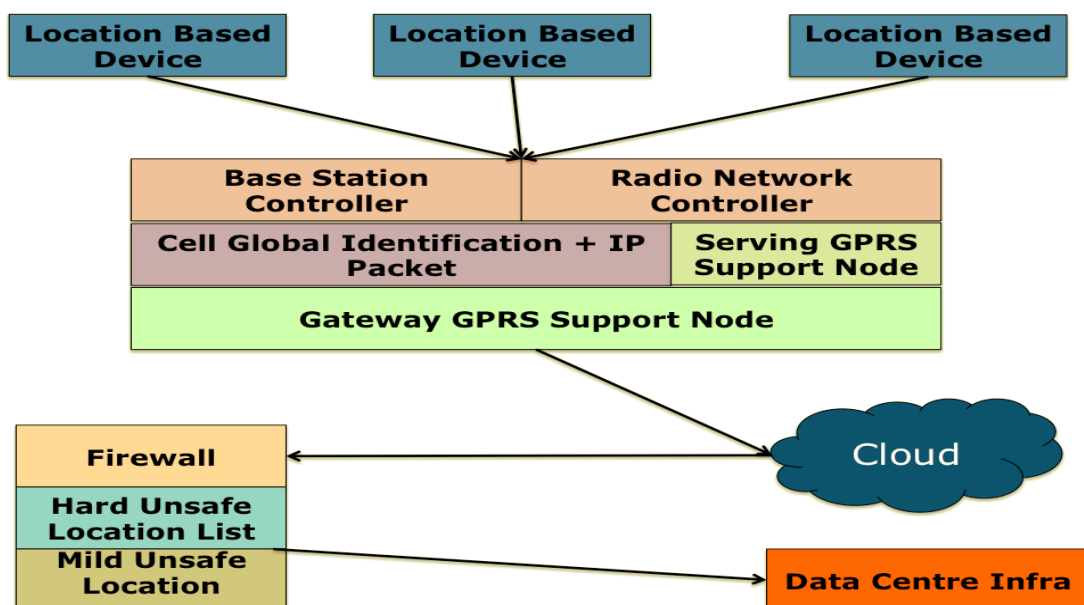 Location Based
Device
Location Based
Device
Location Based
Device
Base Station
Controller
Radio Network
Controller
Cell Global Identification + IP
Packet
Serving GPRS
Support Node
Gateway GPRS Support Node
Cloud
Firewall
Hard Unsafe
Location List
Mild Unsafe
Location
Data Centre Infra